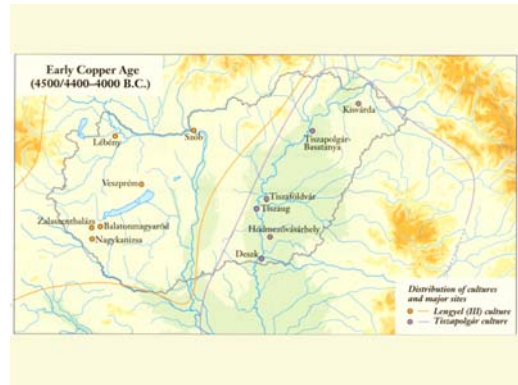 Early Copper Age
(4500/4400–4000 B.C.)
Kisvárda
Lébény
Szob
Tiszapolgár-
Basatánya
Veszprém
Tiszaföldvár
Tiszaug
Zalaszentbalázs
Balatonmagyaród
Nagykanizsa
Hódmezővásárhely
Deszk
Distribution of cultures
and major sites
Lengyel (III) culture
Tiszapolgár culture